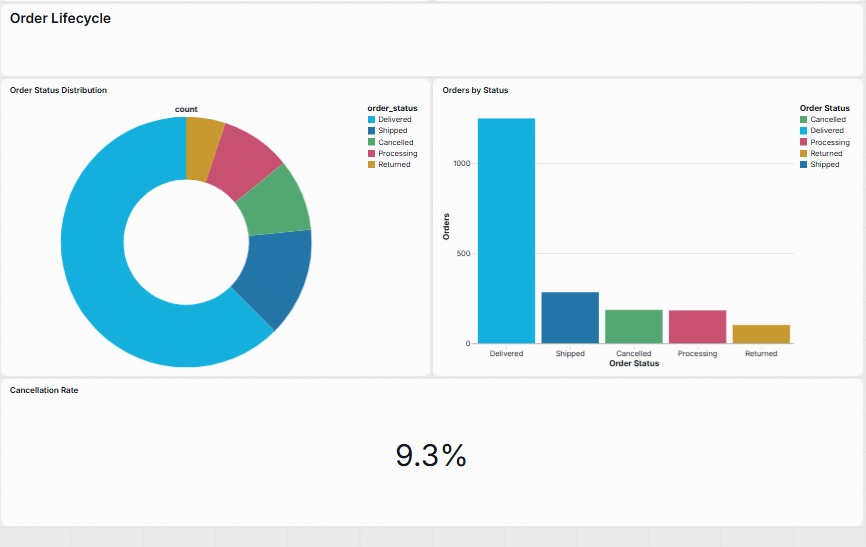 Order Lifecycle
Order Status Distribution
count
order_status
Delivered
Shipped
Cancelled
Processing
Returned
Orders by Status
Order Status
Cancelled
Delivered
Processing
Returned
Shipped
Orders
1000
500
0
Delivered Shipped Cancelled Processing Returned
Order Status
Cancellation Rate
9.3%